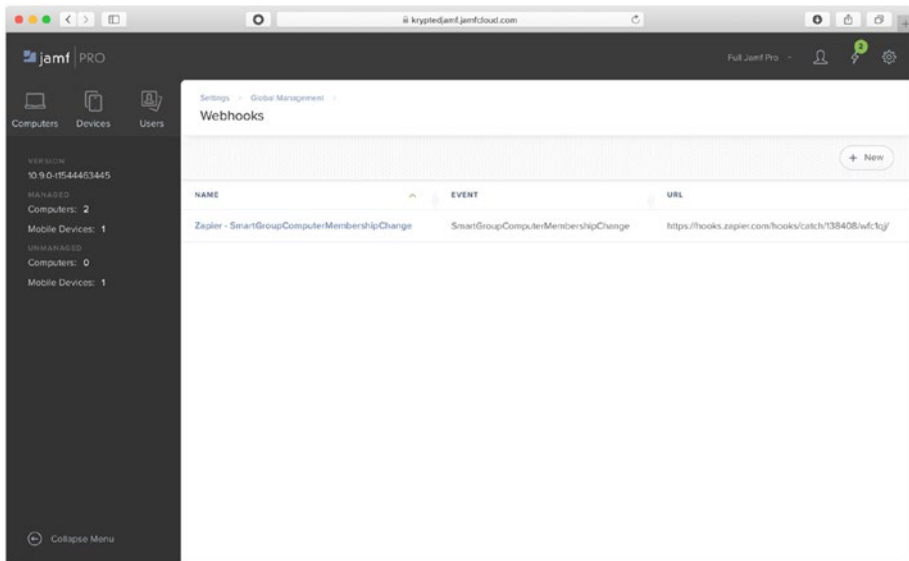 kryptedjamf.jamfcloud.com
jamf PRO
Full Jamf Pro
2
Computers
Devices
Users
Settings > Global Management >
Webhooks
+ New
VERSION
10.9.0-t1544463445
MANAGED
Computers: 2
Mobile Devices: 1
UNMANAGED
Computers: 0
Mobile Devices: 1
NAME EVENT URL
Zapier - SmartGroupComputerMembershipChange SmartGroupComputerMembershipChange https://hooks.zapier.com/hooks/catch/138408/wfc1qj/
Collapse Menu